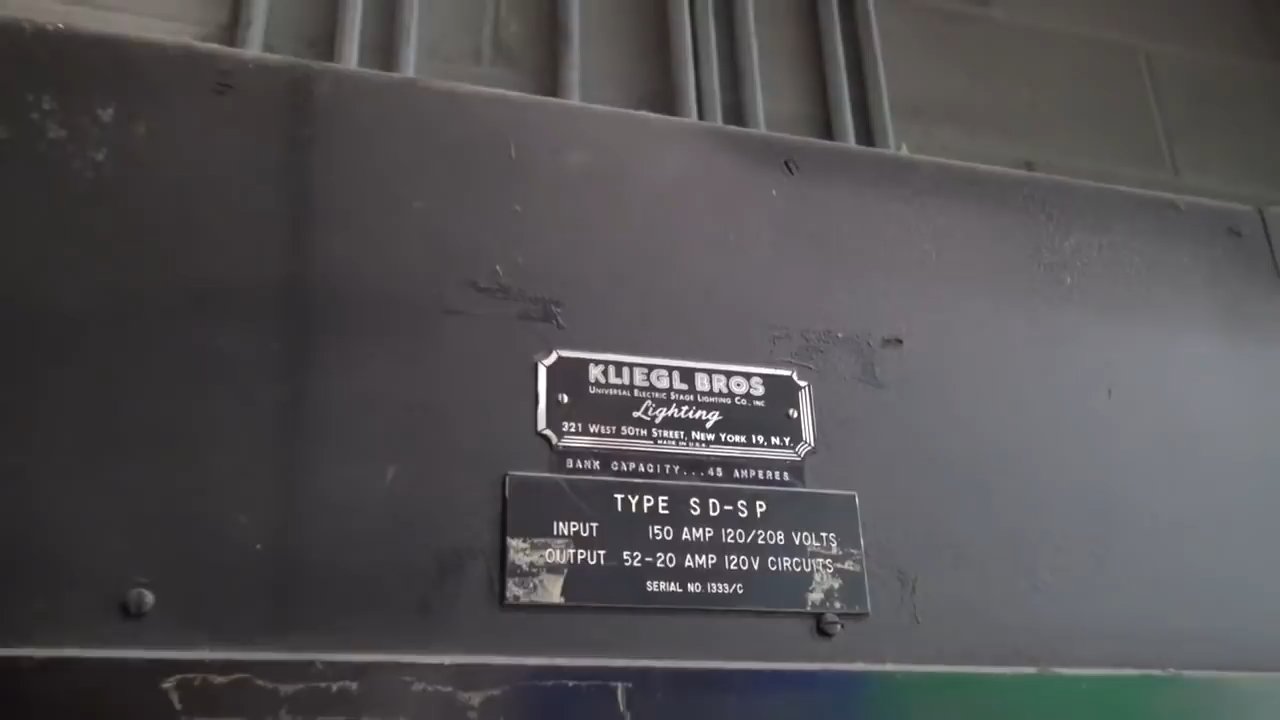 KLIEGL BROS
UNIVERSAL ELECTRIC STAGE LIGHTING CO., INC
Lighting
321 WEST 50TH STREET, NEW YORK 19, N.Y.
MADE IN U.S.A.
BANK CAPACITY...45 AMPERES
TYPE SD-SP
INPUT 150 AMP 120/208 VOLTS
OUTPUT 52-20 AMP 120V CIRCUITS
SERIAL NO. 1333/C